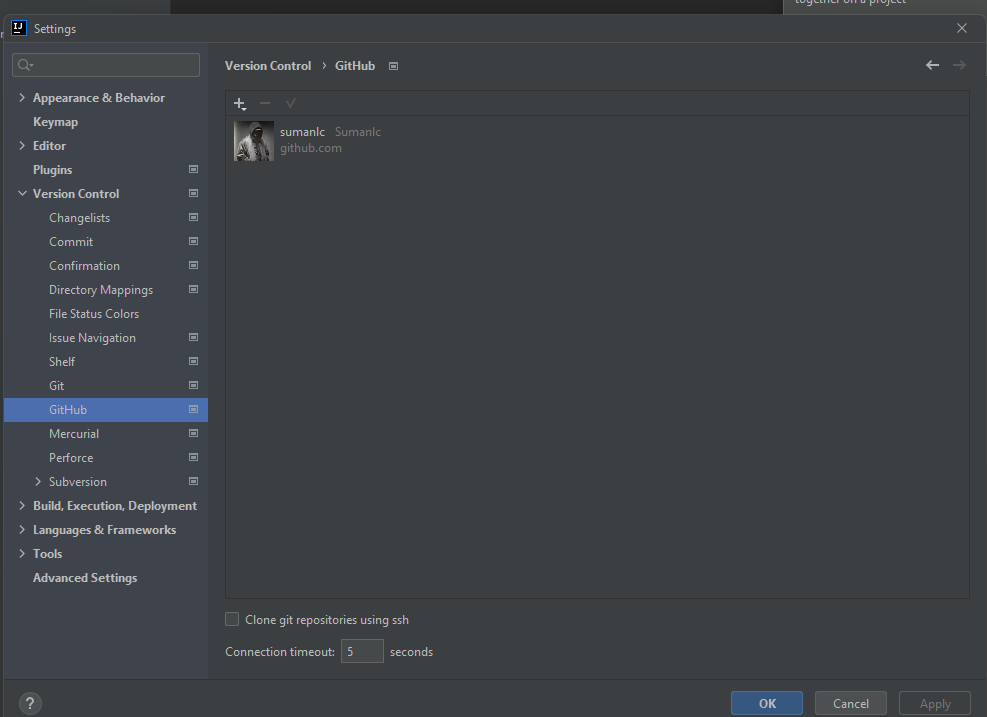 together on a project
IJ
Settings
Version Control › GitHub
Appearance & Behavior
Keymap
Editor
Plugins
Version Control
Changelists
Commit
Confirmation
Directory Mappings
File Status Colors
Issue Navigation
Shelf
Git
GitHub
Mercurial
Perforce
Subversion
Build, Execution, Deployment
Languages & Frameworks
Tools
Advanced Settings
sumanlc Sumanlc
github.com
Clone git repositories using ssh
Connection timeout: 5 seconds
?
OK Cancel Apply